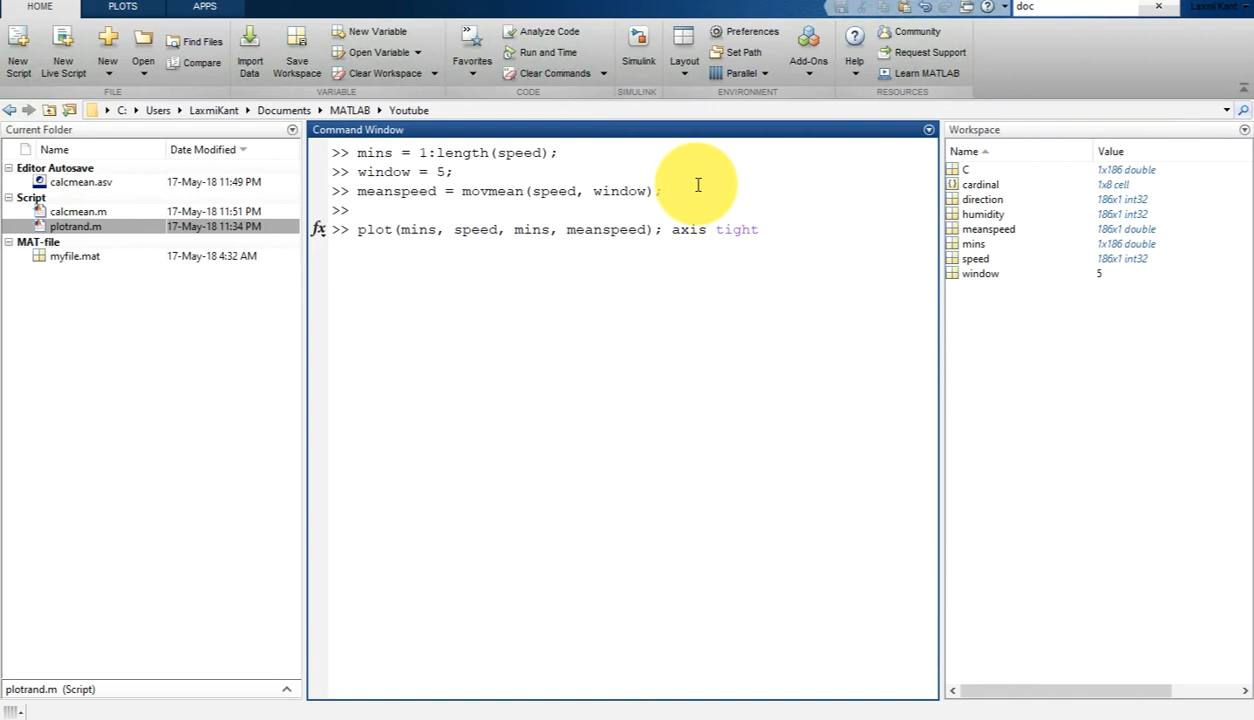 HOME PLOTS APPS doc Laxmi Kant
New Script
New Live Script
New
Open
Find Files
Compare
Import Data
Save Workspace
New Variable
Open Variable
Clear Workspace
Favorites
Analyze Code
Run and Time
Clear Commands
Simulink
Layout
Preferences
Set Path
Parallel
Add-Ons
Help
Community
Request Support
Learn MATLAB
FILE VARIABLE CODE SIMULINK ENVIRONMENT RESOURCES
C: Users LaxmiKant Documents MATLAB Youtube
Current Folder
Name Date Modified
Editor Autosave
calcmean.asv 17-May-18 11:49 PM
Script
calcmean.m 17-May-18 11:51 PM
plotrand.m 17-May-18 11:34 PM
MAT-file
myfile.mat 17-May-18 4:32 AM
plotrand.m (Script)
Command Window
>> mins = 1:length(speed);
>> window = 5;
>> meanspeed = movmean(speed, window);
>>
fx >> plot(mins, speed, mins, meanspeed); axis tight
Workspace
Name Value
C 1x186 double
cardinal 1x8 cell
direction 186x1 int32
humidity 186x1 int32
meanspeed 186x1 double
mins 1x186 double
speed 186x1 int32
window 5